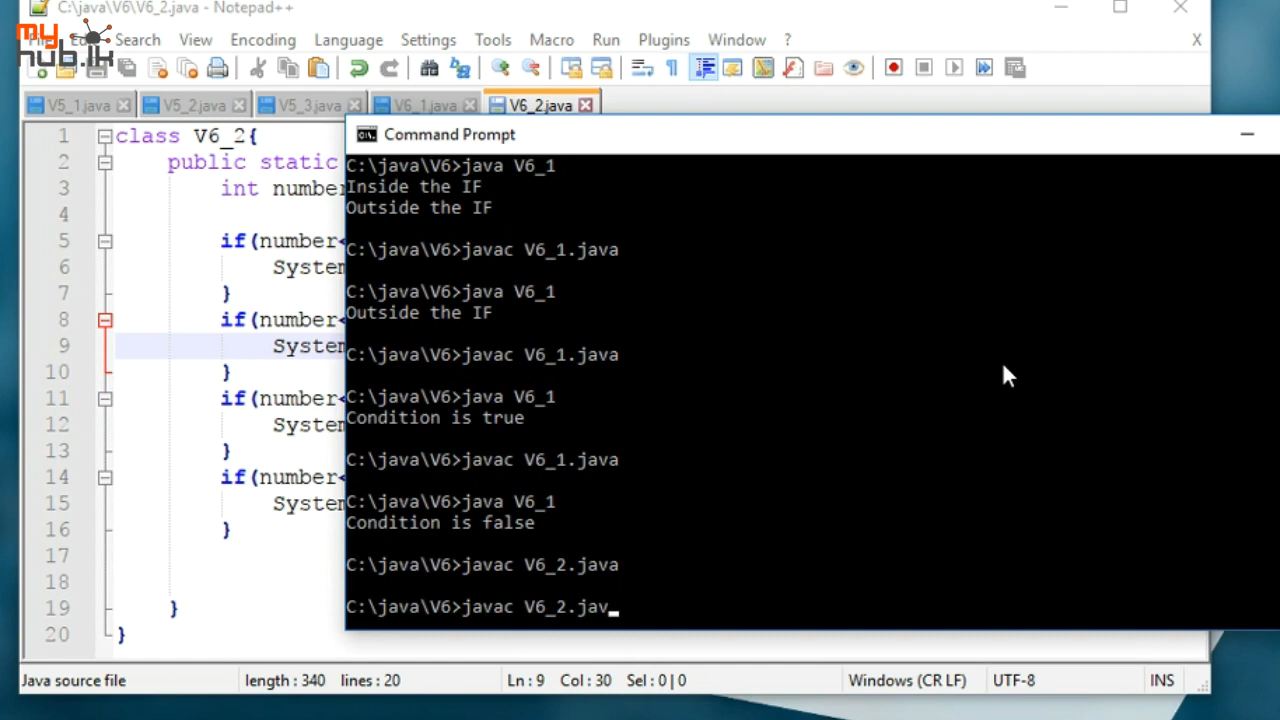 C:\java\V6\V6_2.java - Notepad++
my
hub.lk
Search View Encoding Language Settings Tools Macro Run Plugins Window ? X
V5_1.java V5_2.java V5_3.java V6_1.java V6_2.java
1 class V6_2{
2 public static
3 int number
4
5 if(number<
6 System
7 }
8 if(number<
9 System
10 }
11 if(number<
12 System
13 }
14 if(number<
15 System
16 }
17
18
19 }
20 }
Command Prompt
C:\java\V6>java V6_1
Inside the IF
Outside the IF
C:\java\V6>javac V6_1.java
C:\java\V6>java V6_1
Outside the IF
C:\java\V6>javac V6_1.java
C:\java\V6>java V6_1
Condition is true
C:\java\V6>javac V6_1.java
C:\java\V6>java V6_1
Condition is false
C:\java\V6>javac V6_2.java
C:\java\V6>javac V6_2.jav_
Java source file length : 340 lines : 20 Ln : 9 Col : 30 Sel : 0 | 0 Windows (CR LF) UTF-8 INS